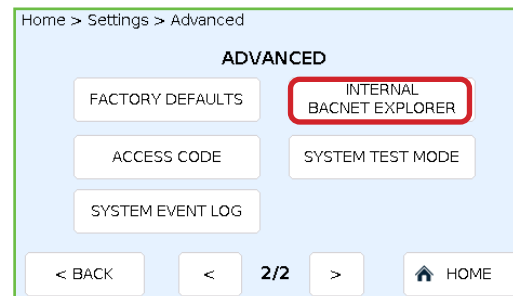 Home > Settings > Advanced
ADVANCED
FACTORY DEFAULTS
INTERNAL
BACNET EXPLORER
ACCESS CODE
SYSTEM TEST MODE
SYSTEM EVENT LOG
< BACK
<
2/2
>
HOME